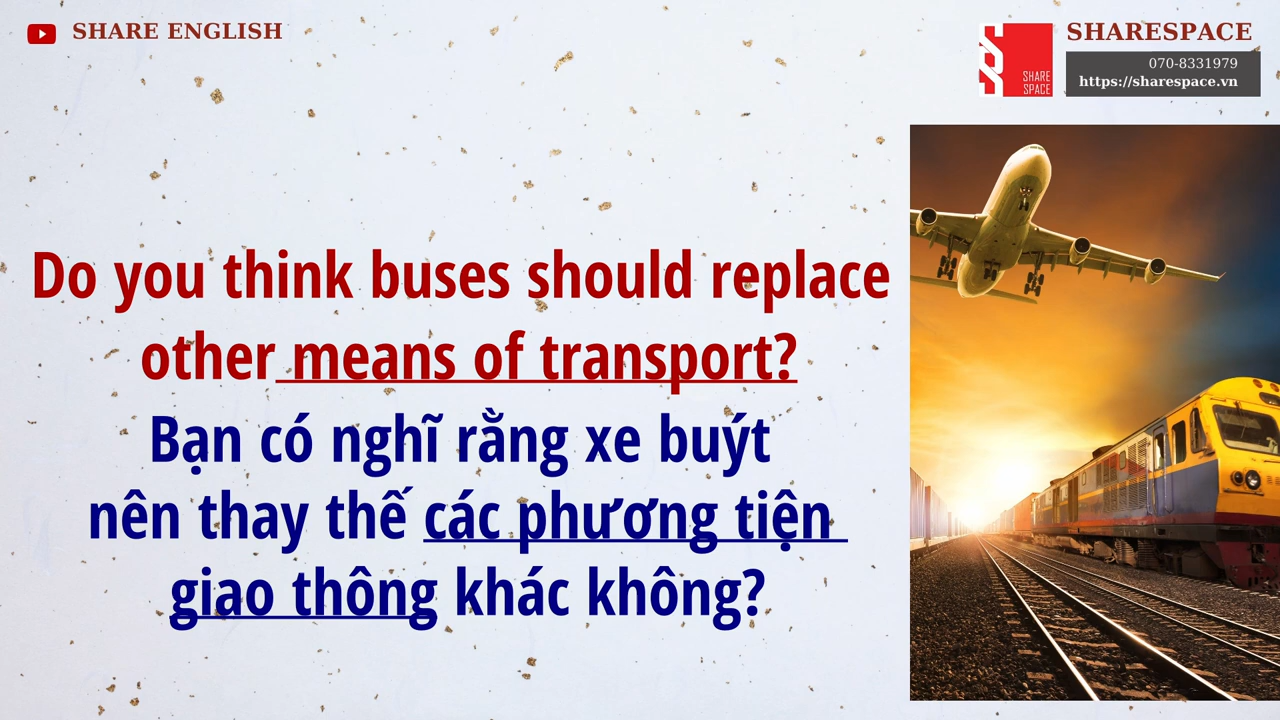 SHARE ENGLISH
SHARESPACE
070-8331979
https://sharespace.vn
SHARE
SPACE
Do you think buses should replace
other means of transport?
Bạn có nghĩ rằng xe buýt
nên thay thế các phương tiện
giao thông khác không?